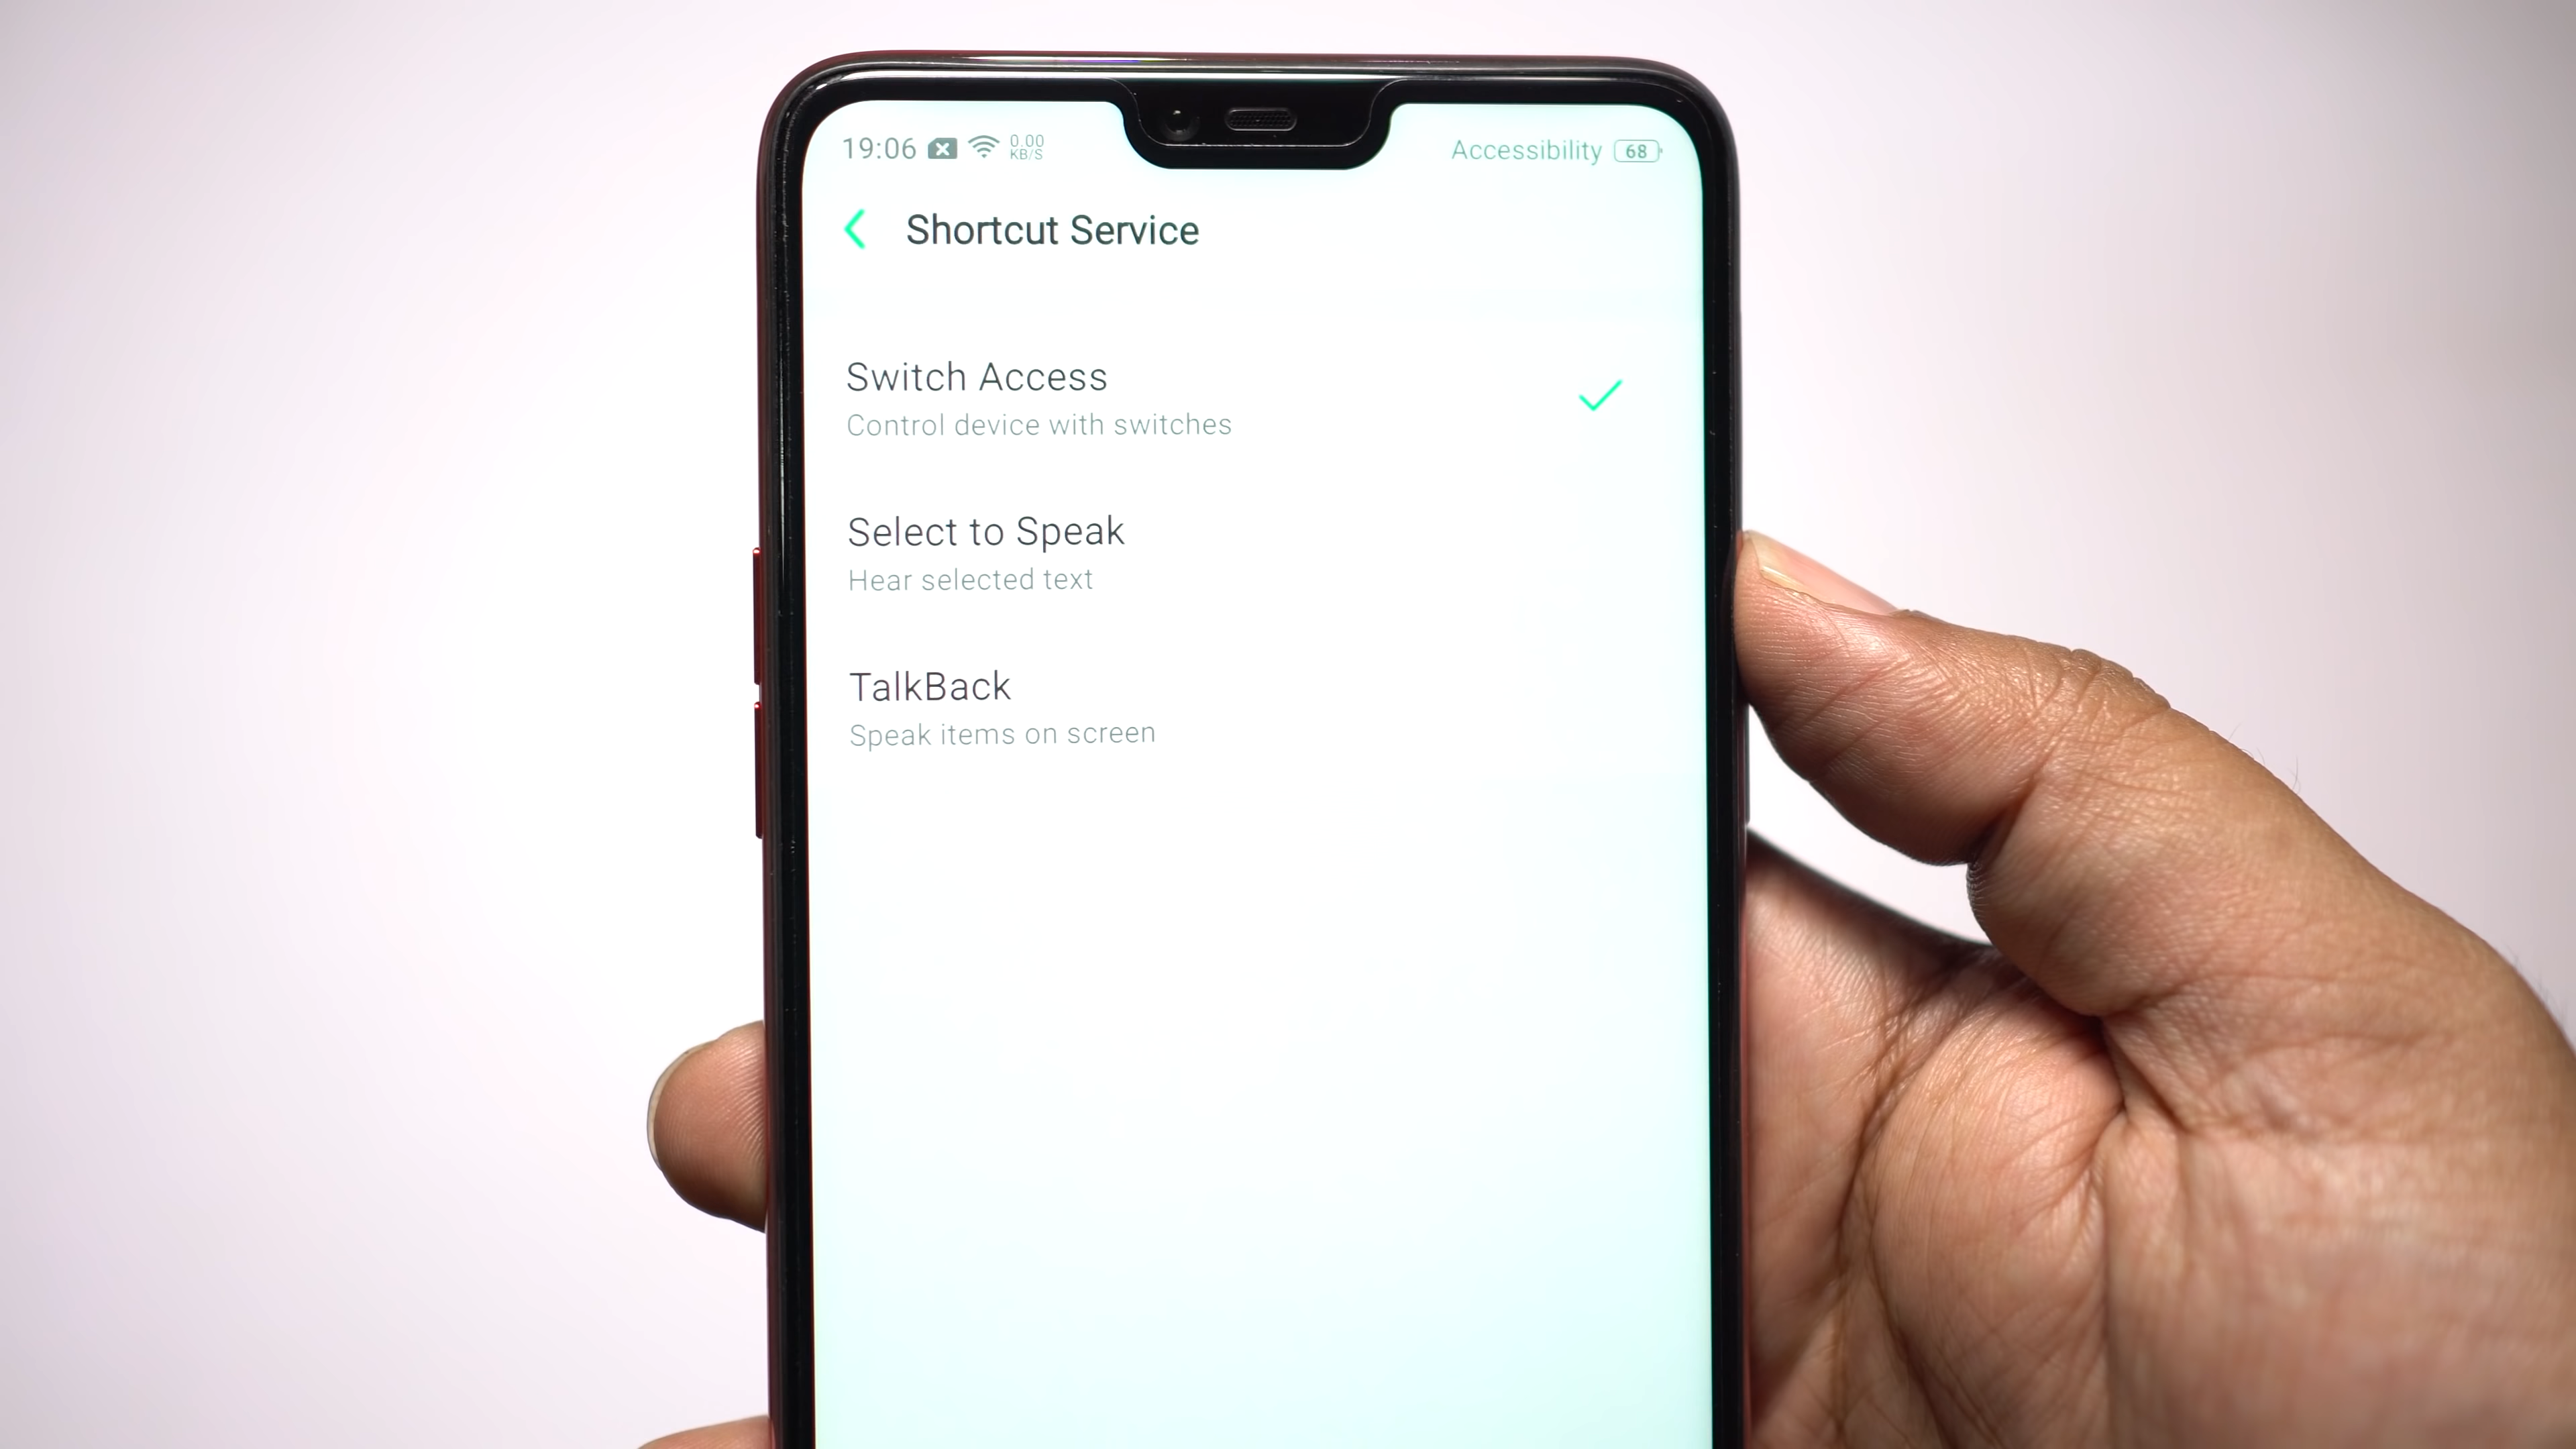 19:06 0.00 KB/S Accessibility 68
Shortcut Service
Switch Access
Control device with switches
Select to Speak
Hear selected text
TalkBack
Speak items on screen